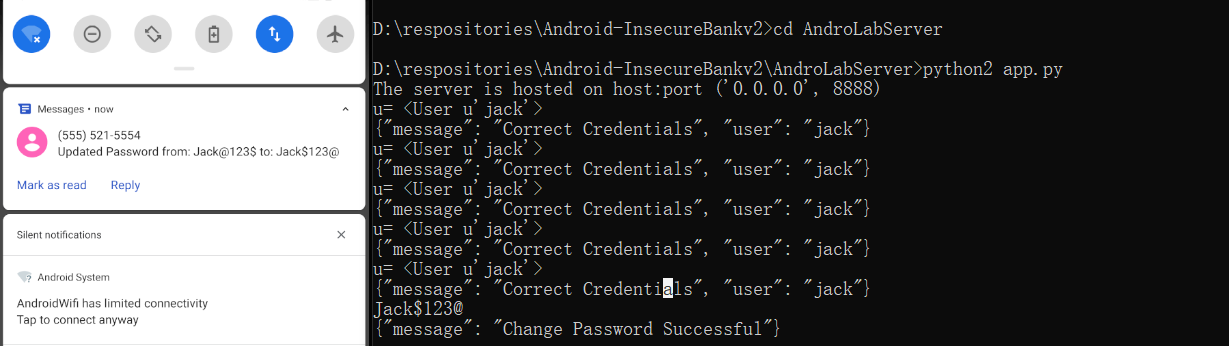 Messages • now
(555) 521-5554
Updated Password from: Jack@123$ to: Jack$123@
Mark as read Reply
Silent notifications
Android System
AndroidWifi has limited connectivity
Tap to connect anyway
D:\respositories\Android-InsecureBankv2>cd AndroLabServer
D:\respositories\Android-InsecureBankv2\AndroLabServer>python2 app.py
The server is hosted on host:port ('0.0.0.0', 8888)
u= <User u'jack'>
{"message": "Correct Credentials", "user": "jack"}
u= <User u'jack'>
{"message": "Correct Credentials", "user": "jack"}
u= <User u'jack'>
{"message": "Correct Credentials", "user": "jack"}
u= <User u'jack'>
{"message": "Correct Credentials", "user": "jack"}
u= <User u'jack'>
{"message": "Correct Credentials", "user": "jack"}
Jack$123@
{"message": "Change Password Successful"}